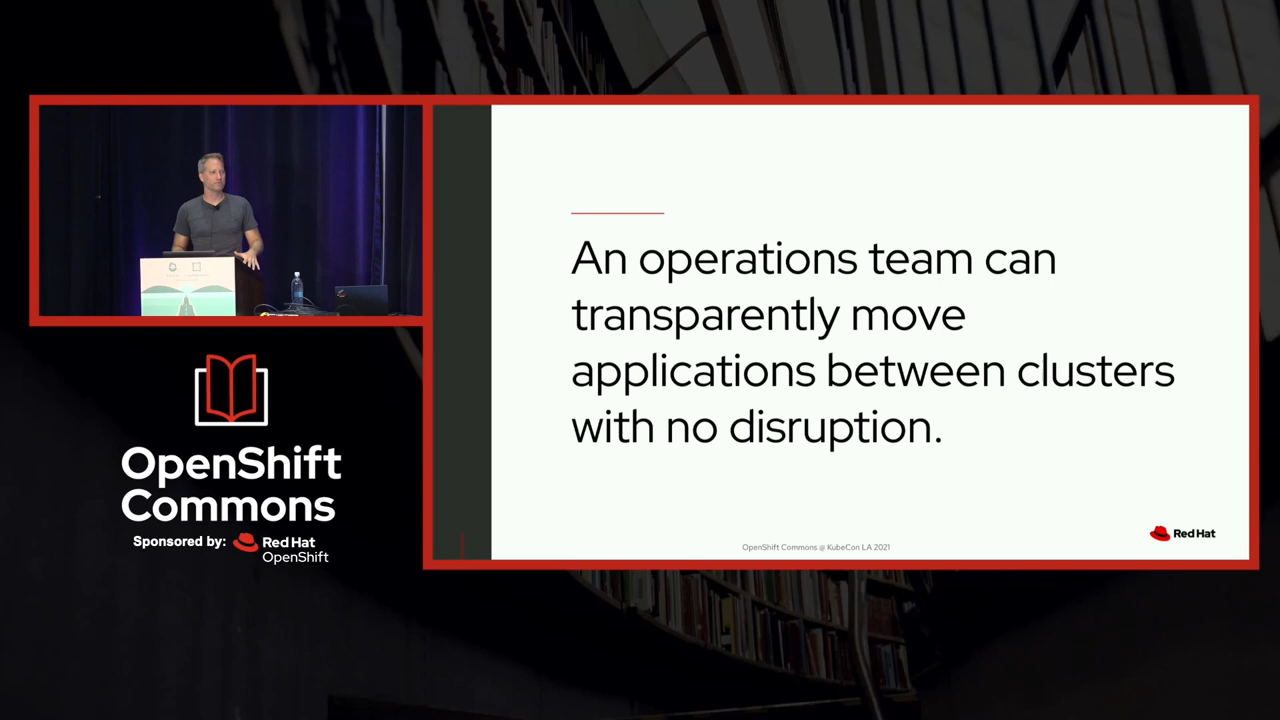 OpenShift
Commons
Sponsored by:
Red Hat
OpenShift
An operations team can
transparently move
applications between clusters
with no disruption.
OpenShift Commons @ KubeCon LA 2021
Red Hat